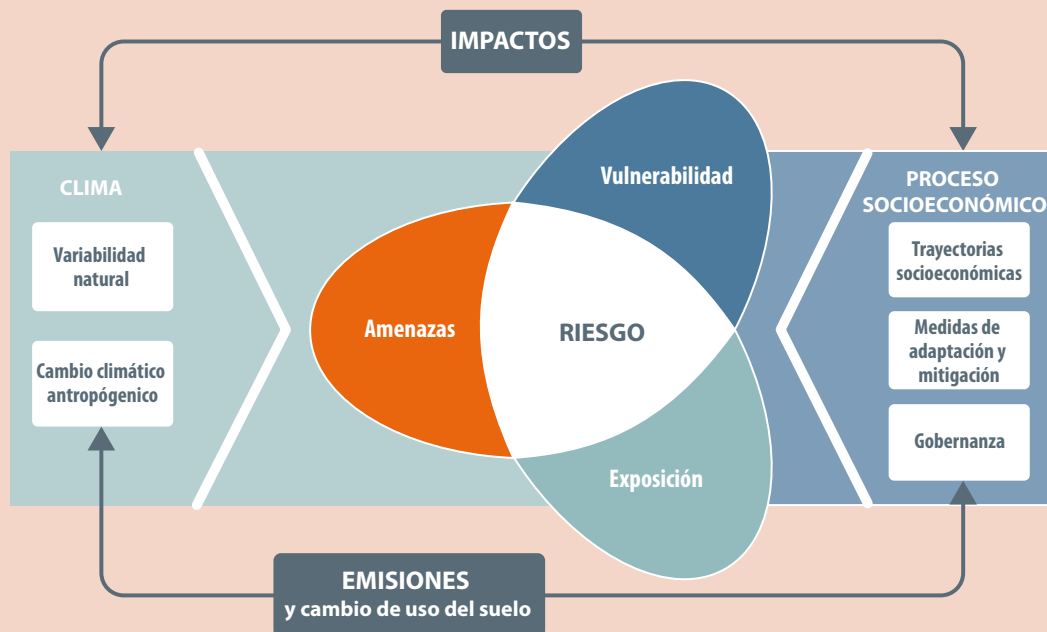 IMPACTOS
CLIMA
Variabilidad
natural
Cambio climático
antropógenico
Vulnerabilidad
Amenazas
RIESGO
Exposición
PROCESO
SOCIOECONÓMICO
Trayectorias
socioeconómicas
Medidas de
adaptación y
mitigación
Gobernanza
EMISIONES
y cambio de uso del suelo